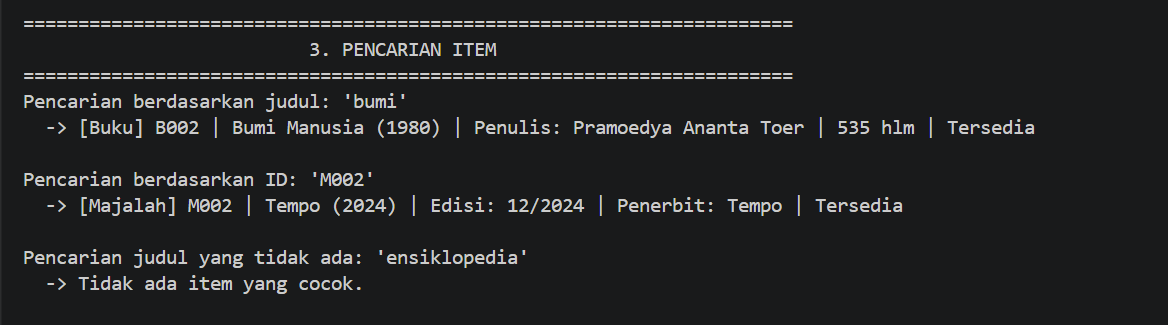 ======================================================================
3. PENCARIAN ITEM
======================================================================
Pencarian berdasarkan judul: 'bumi'
-> [Buku] B002 | Bumi Manusia (1980) | Penulis: Pramoedya Ananta Toer | 535 hlm | Tersedia
Pencarian berdasarkan ID: 'M002'
-> [Majalah] M002 | Tempo (2024) | Edisi: 12/2024 | Penerbit: Tempo | Tersedia
Pencarian judul yang tidak ada: 'ensiklopedia'
-> Tidak ada item yang cocok.